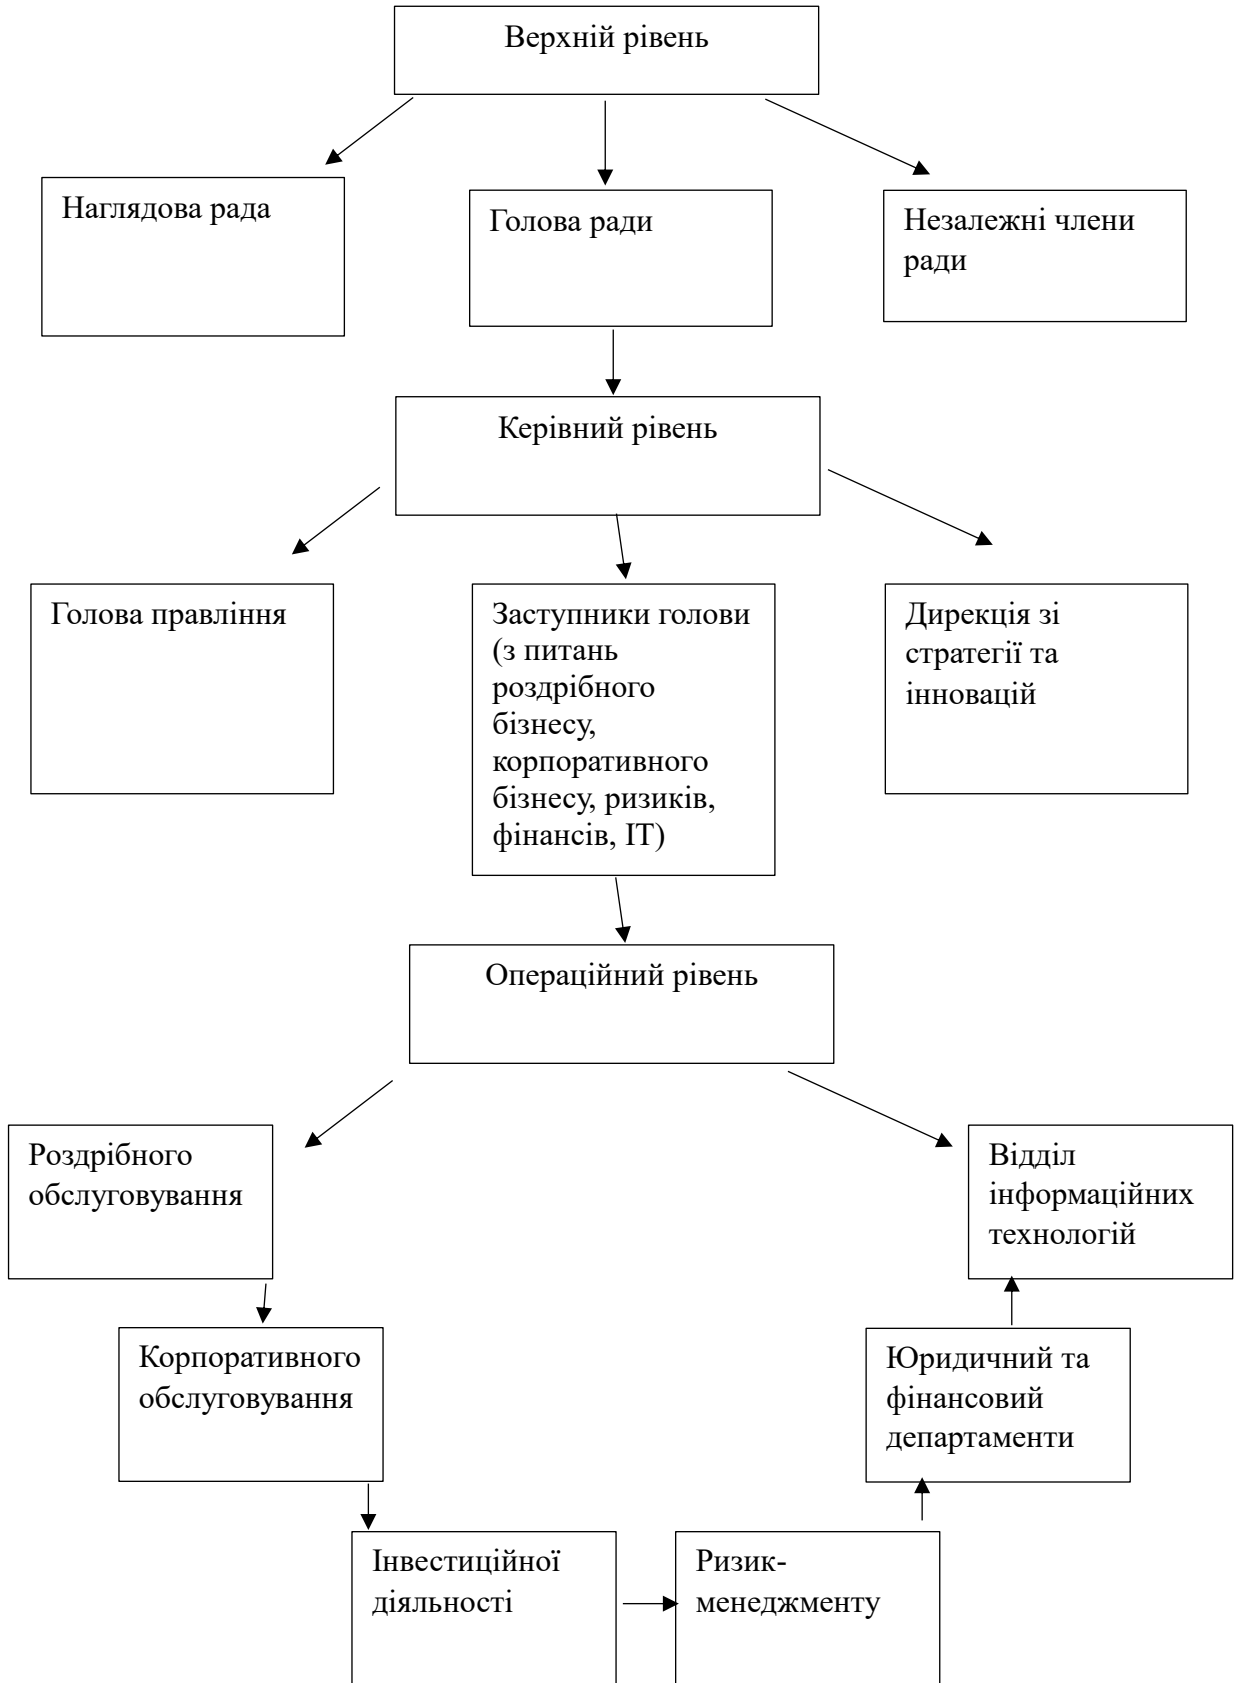 Верхній рівень
Наглядова рада
Голова ради
Незалежні члени
ради
Керівний рівень
Голова правління
Заступники голови
(з питань
роздрібного
бізнесу,
корпоративного
бізнесу, ризиків,
фінансів, ІТ)
Дирекція зі
стратегії та
інновацій
Операційний рівень
Роздрібного
обслуговування
Відділ
інформаційних
технологій
Корпоративного
обслуговування
Юридичний та
фінансовий
департаменти
Інвестиційної
діяльності
Ризик-
менеджменту